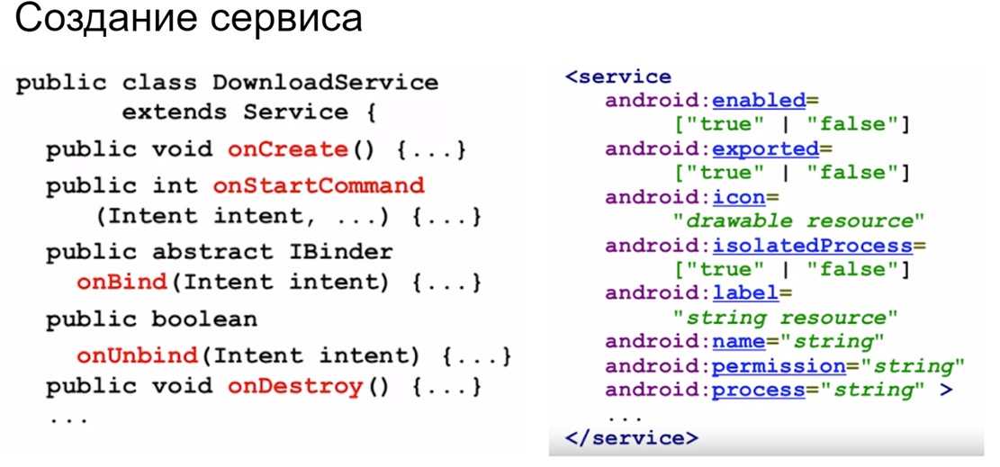 Создание сервиса
public class DownloadService
extends Service {
public void onCreate() {...}
public int onStartCommand
(Intent intent, ...) {...}
public abstract IBinder
onBind(Intent intent) {...}
public boolean
onUnbind(Intent intent) {...}
public void onDestroy() {...}
...
<service
android:enabled=
["true" | "false"]
android:exported=
["true" | "false"]
android:icon=
"drawable resource"
android:isolatedProcess=
["true" | "false"]
android:label=
"string resource"
android:name="string"
android:permission="string"
android:process="string" >
...
</service>